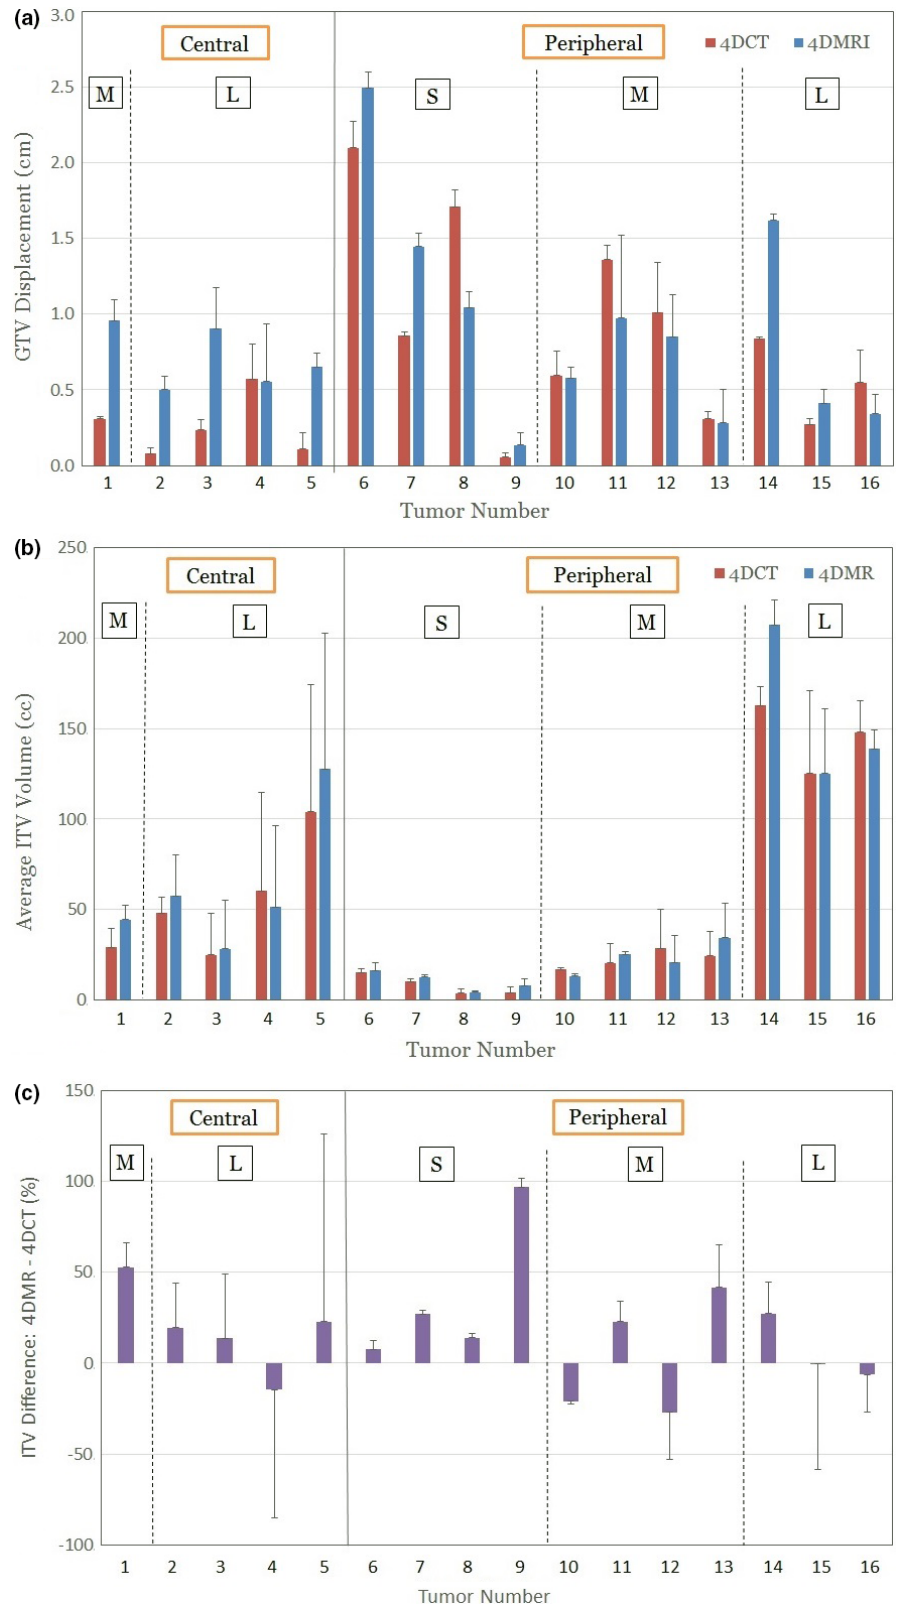 (a)
3.0
2.5
2.0
1.5
1.0
0.5
0.0
GTV Displacement (cm)
Central
Peripheral
4DCT 4DMRI
M L S M L
1 2 3 4 5 6 7 8 9 10 11 12 13 14 15 16
Tumor Number
(b)
250
200
150
100
50
0
Average ITV Volume (cc)
Central
Peripheral
4DCT 4DMR
M L S M L
1 2 3 4 5 6 7 8 9 10 11 12 13 14 15 16
Tumor Number
(c)
150
100
50
0
-50
-100
ITV Difference: 4DMR - 4DCT (%)
Central
Peripheral
M L S M L
1 2 3 4 5 6 7 8 9 10 11 12 13 14 15 16
Tumor Number